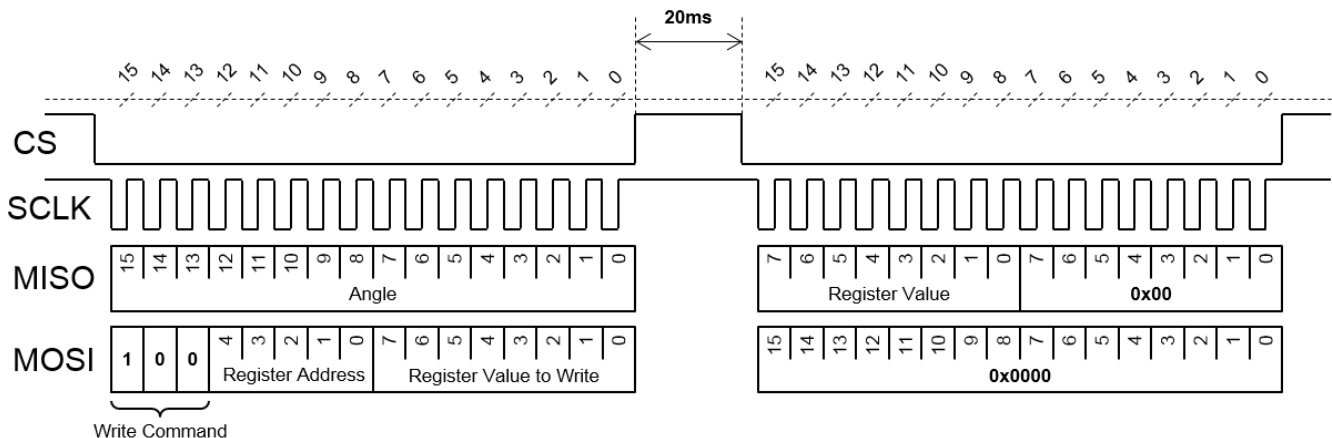 20ms
15 14 13 12 11 10 9 8 7 6 5 4 3 2 1 0 15 14 13 12 11 10 9 8 7 6 5 4 3 2 1 0
CS
SCLK
MISO 15 14 13 12 11 10 9 8 7 6 5 4 3 2 1 0 7 6 5 4 3 2 1 0 7 6 5 4 3 2 1 0
Angle Register Value 0x00
MOSI 1 0 0 4 3 2 1 0 7 6 5 4 3 2 1 0 15 14 13 12 11 10 9 8 7 6 5 4 3 2 1 0
Register Address Register Value to Write 0x0000
Write Command